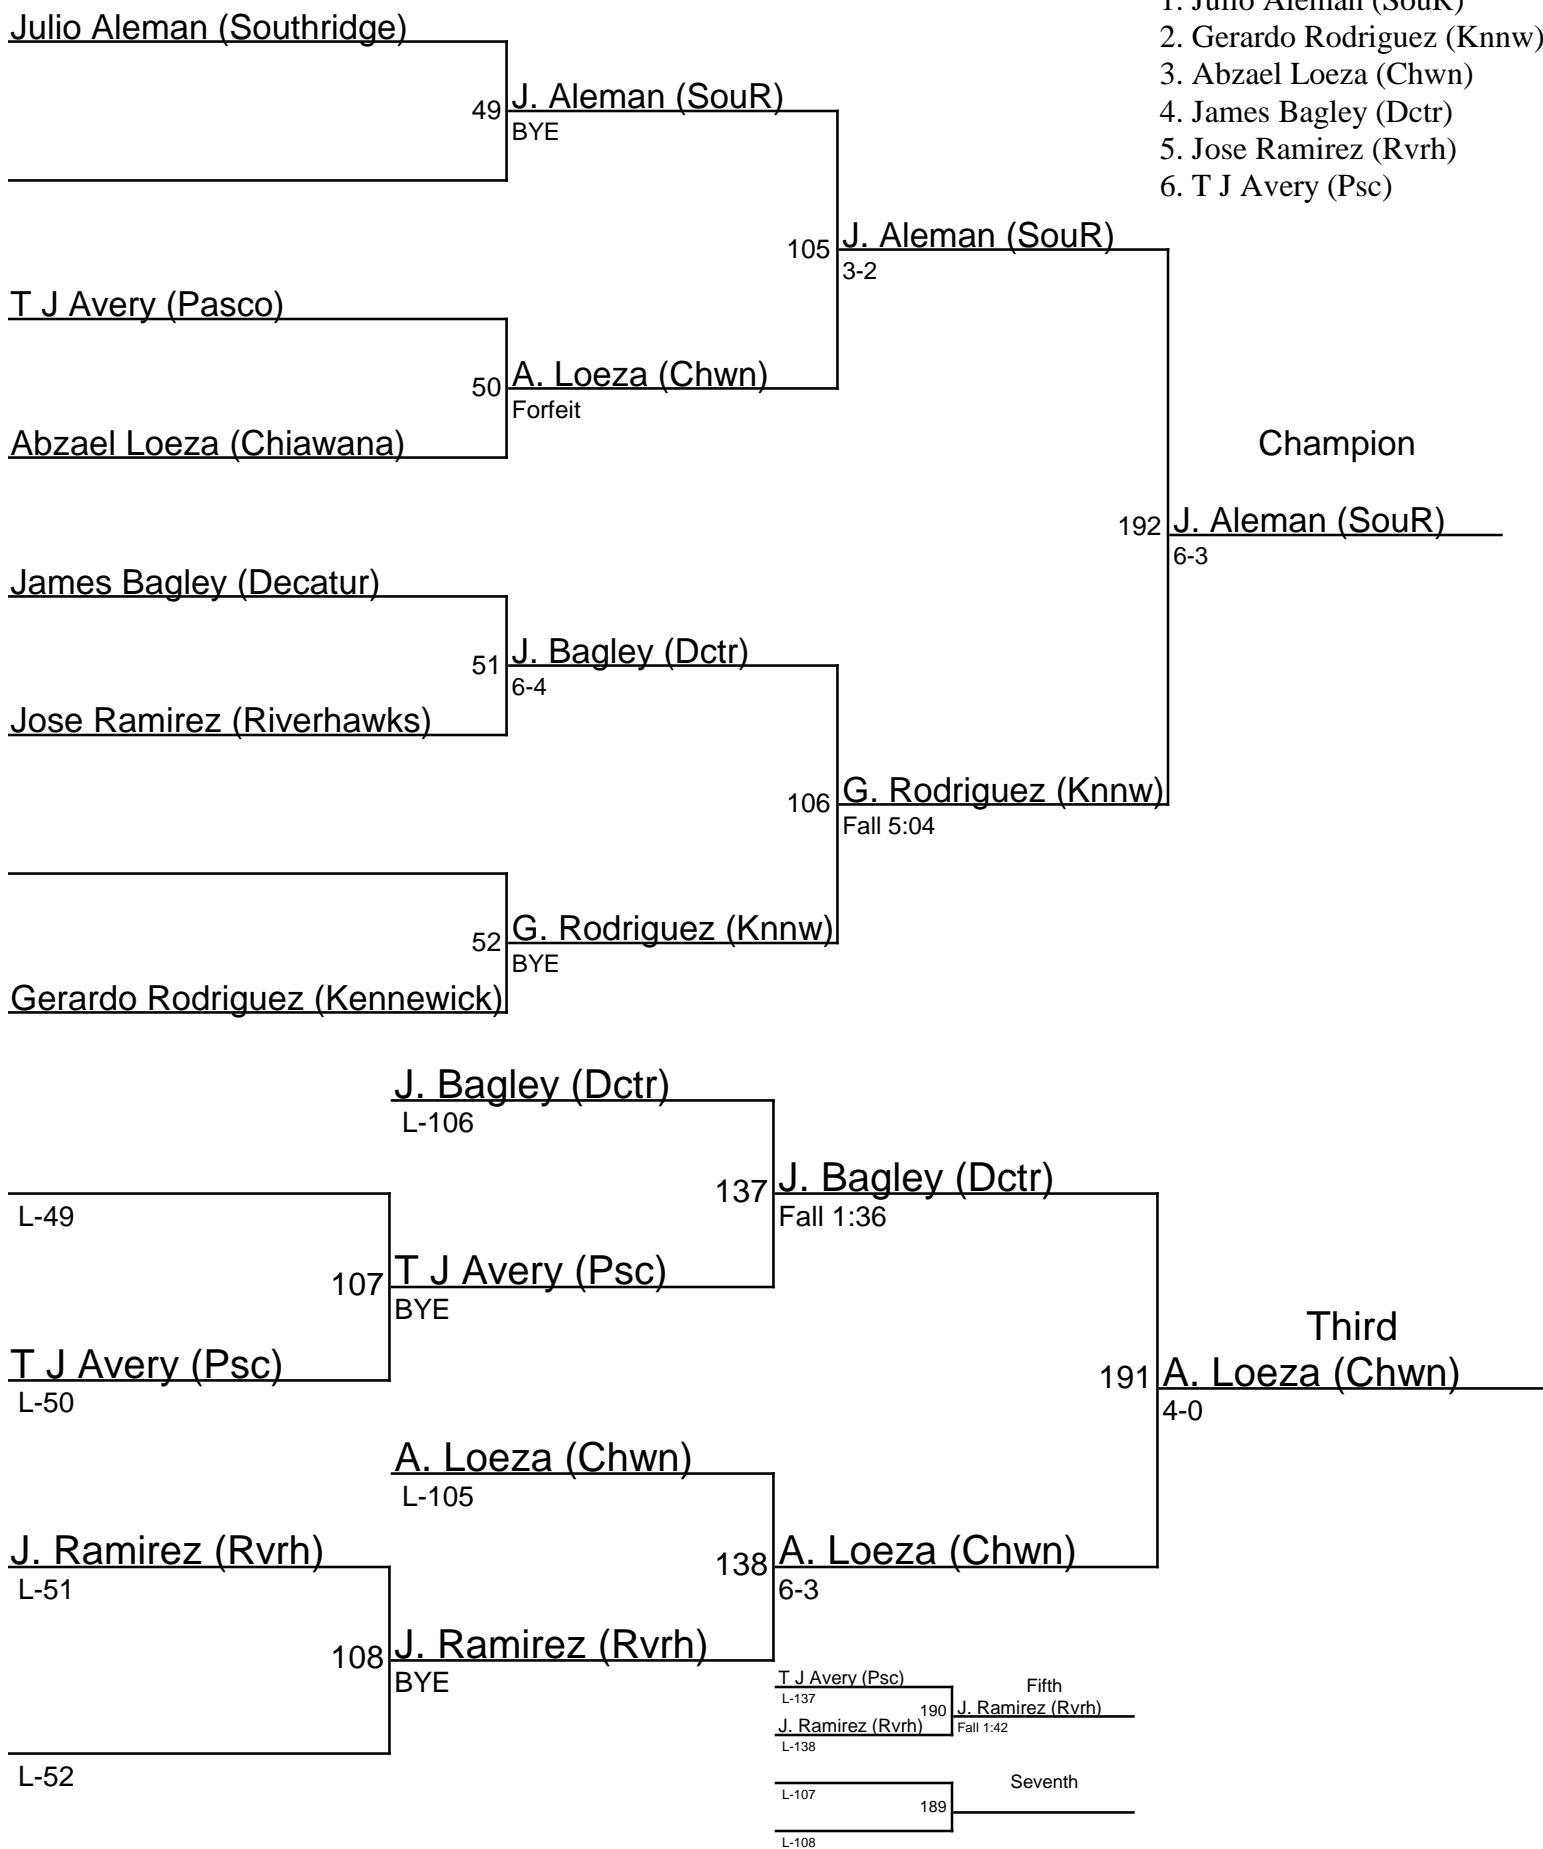 1. Julio Aleman (SouR)
2. Gerardo Rodriguez (Knnw)
3. Abzael Loeza (Chwn)
4. James Bagley (Dctr)
5. Jose Ramirez (Rvrh)
6. T J Avery (Psc)
Julio Aleman (Southridge)
49 J. Aleman (SouR)
BYE
105 J. Aleman (SouR)
3-2
T J Avery (Pasco)
50 A. Loeza (Chwn)
Forfeit
Abzael Loeza (Chiawana)
Champion
192 J. Aleman (SouR)
6-3
James Bagley (Decatur)
51 J. Bagley (Dctr)
6-4
Jose Ramirez (Riverhawks)
106 G. Rodriguez (Knnw)
Fall 5:04
52 G. Rodriguez (Knnw)
BYE
Gerardo Rodriguez (Kennewick)
J. Bagley (Dctr)
L-106
137 J. Bagley (Dctr)
Fall 1:36
L-49
107 T J Avery (Psc)
BYE
T J Avery (Psc)
L-50
Third
191 A. Loeza (Chwn)
4-0
A. Loeza (Chwn)
L-105
J. Ramirez (Rvrh)
L-51
138 A. Loeza (Chwn)
6-3
108 J. Ramirez (Rvrh)
BYE
L-52
T J Avery (Psc)
L-137
Fifth
190 J. Ramirez (Rvrh)
Fall 1:42
J. Ramirez (Rvrh)
L-138
Seventh
L-107
189
L-108